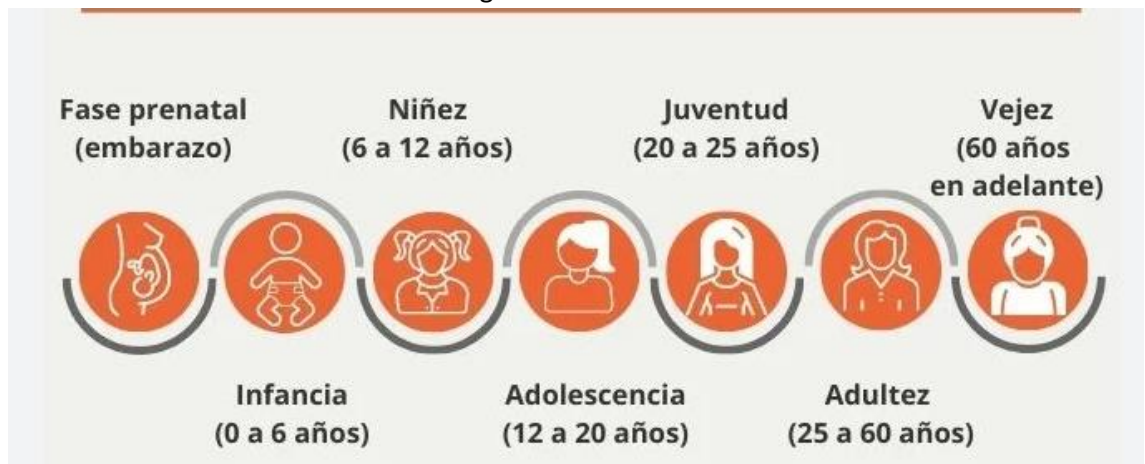 Fase prenatal
(embarazo)
Niñez
(6 a 12 años)
Juventud
(20 a 25 años)
Vejez
(60 años
en adelante)
Infancia
(0 a 6 años)
Adolescencia
(12 a 20 años)
Adultez
(25 a 60 años)